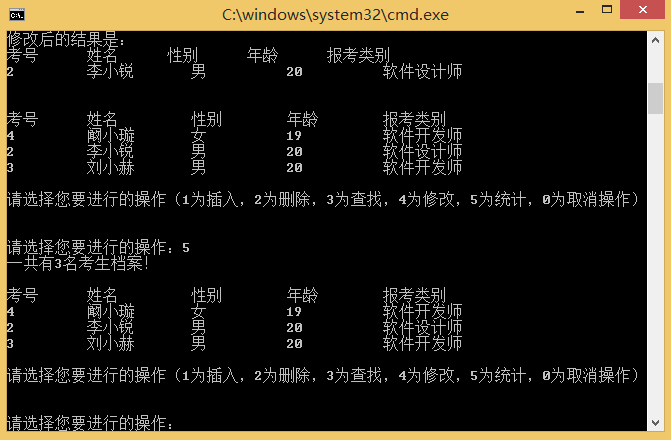 C:\windows\system32\cmd.exe
修改后的结果是:
考号 姓名 性别 年龄 报考类别
2 李小锐 男 20 软件设计师
考号 姓名 性别 年龄 报考类别
4 阚小璇 女 19 软件开发师
2 李小锐 男 20 软件设计师
3 刘小赫 男 20 软件开发师
请选择您要进行的操作（1为插入，2为删除，3为查找，4为修改，5为统计，0为取消操作）
请选择您要进行的操作：5
一共有3名考生档案！
考号 姓名 性别 年龄 报考类别
4 阚小璇 女 19 软件开发师
2 李小锐 男 20 软件设计师
3 刘小赫 男 20 软件开发师
请选择您要进行的操作（1为插入，2为删除，3为查找，4为修改，5为统计，0为取消操作）
请选择您要进行的操作：